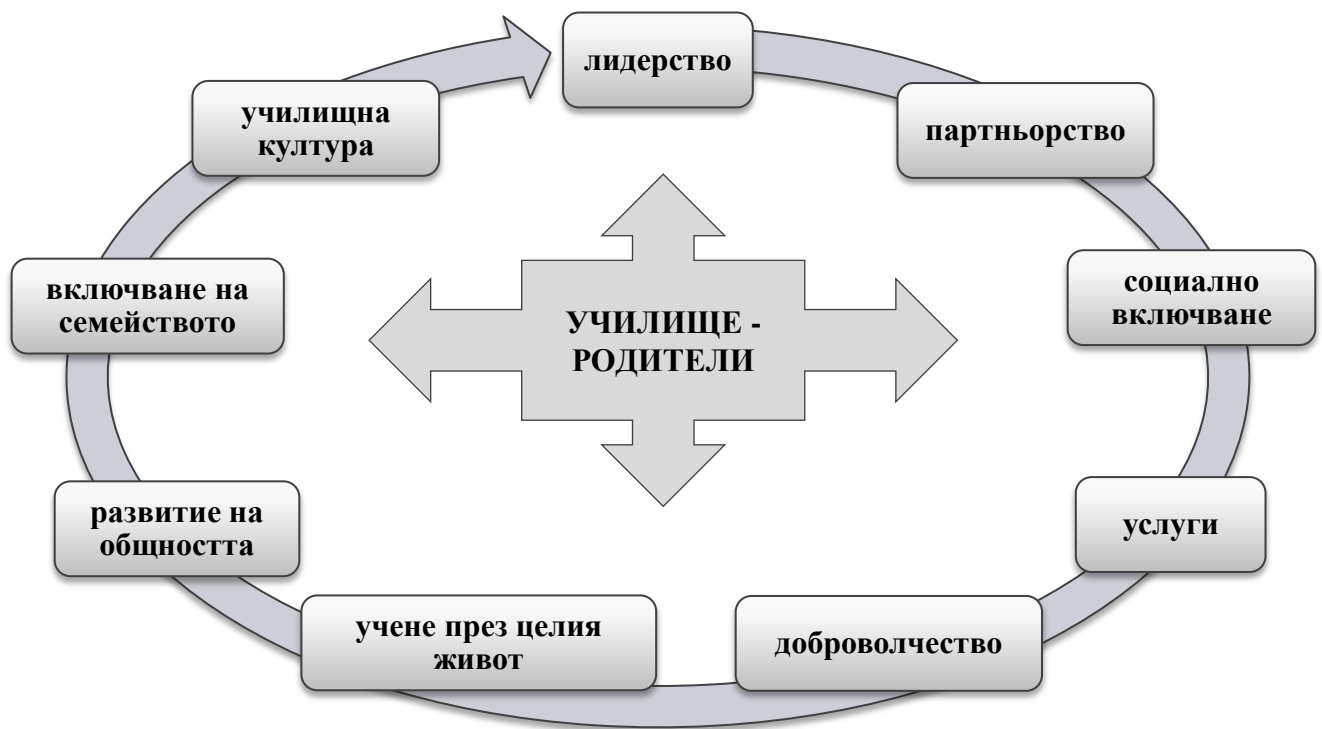 лидерство
партньорство
социално
включване
услуги
доброволчество
учене през целия
живот
развитие на
общността
включване на
семейството
училищна
култура
УЧИЛИЩЕ -
РОДИТЕЛИ